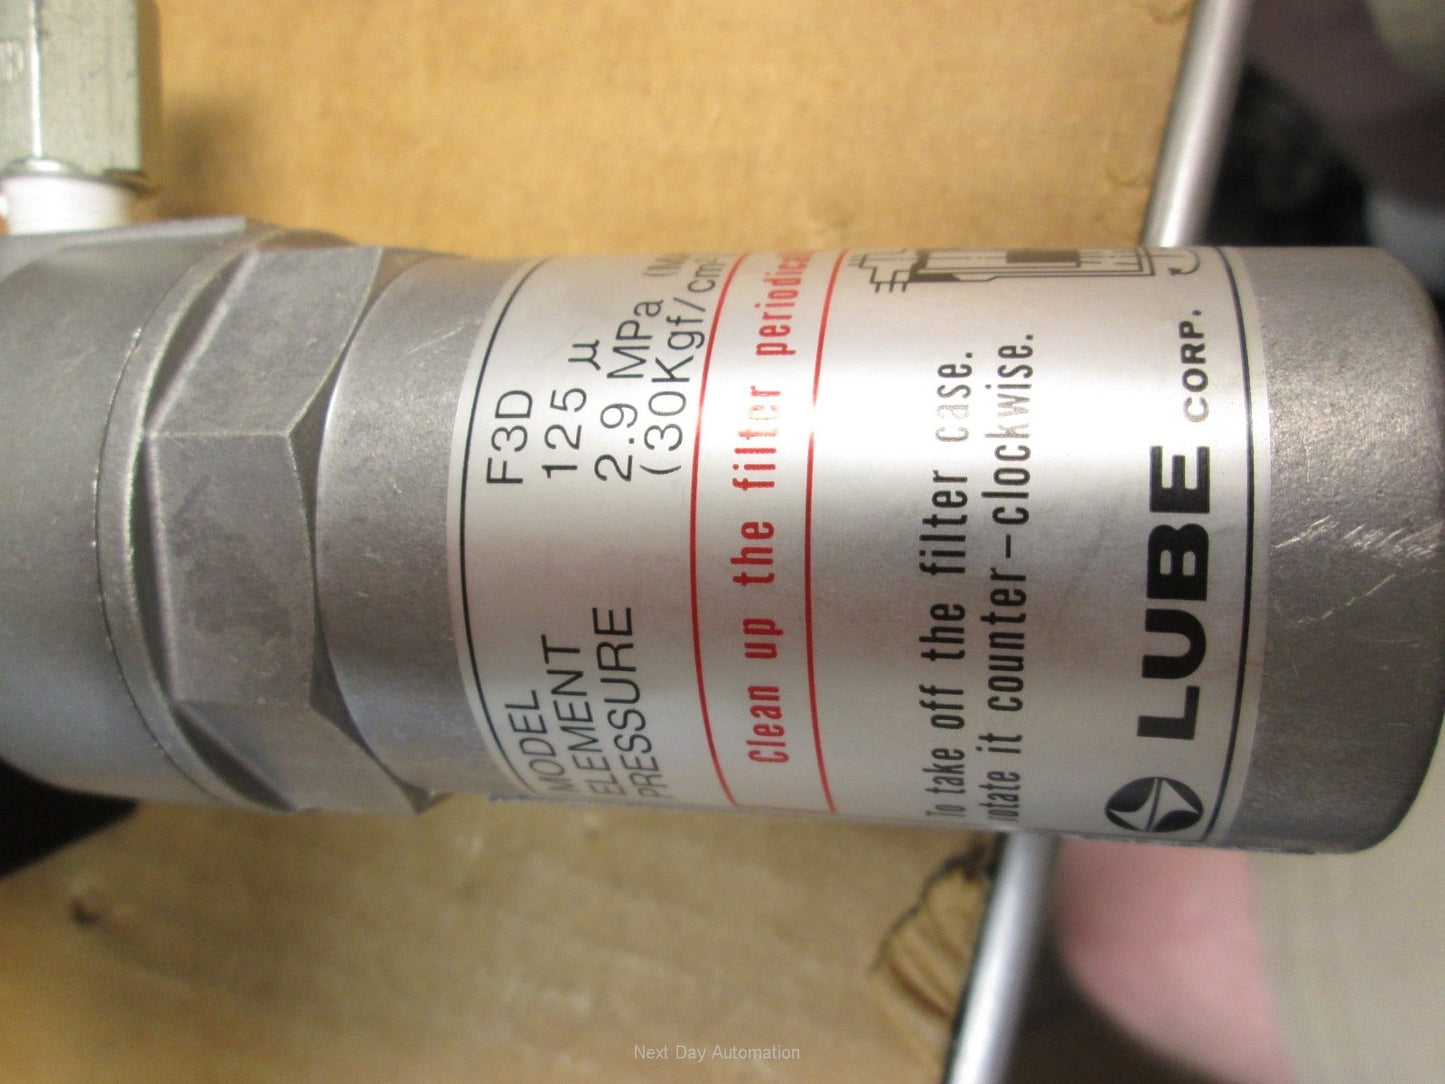 MODEL F3D
ELEMENT 125 μ
PRESSURE 2.9 MPa
(30Kgf/cm²
Clean up the filter
To take off the filter case.
rotate it counter-clockwise.
LUBE CORP.
Next Day Automation